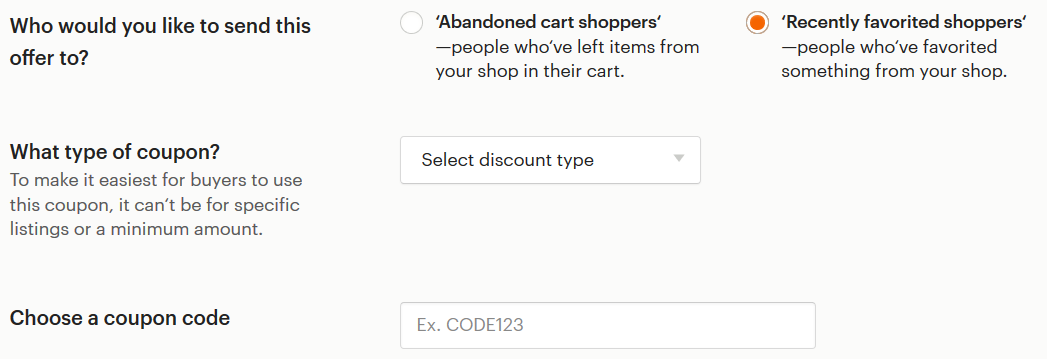 Who would you like to send this
offer to?
‘Abandoned cart shoppers‘
—people who‘ve left items from
your shop in their cart.
‘Recently favorited shoppers‘
—people who‘ve favorited
something from your shop.
What type of coupon?
To make it easiest for buyers to use
this coupon, it can‘t be for specific
listings or a minimum amount.
Select discount type
Choose a coupon code
Ex. CODE123